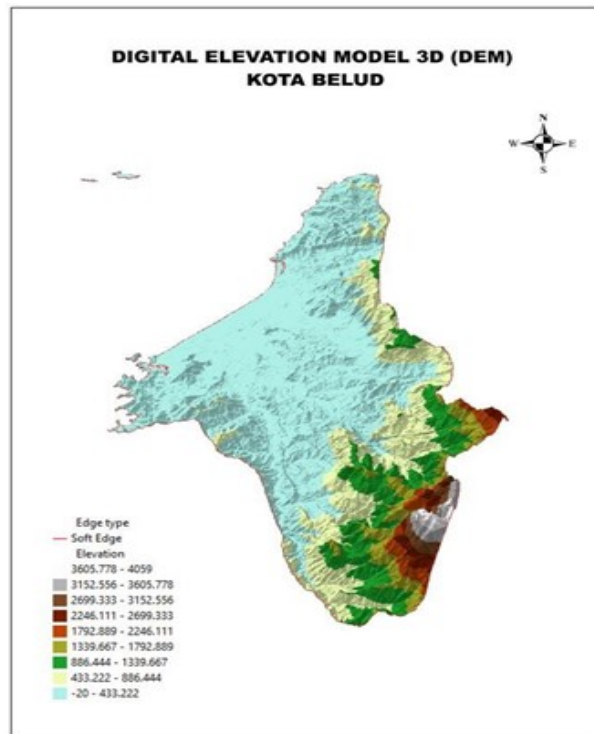 DIGITAL ELEVATION MODEL 3D (DEM)
KOTA BELUD
N
W E
S
Edge type
Soft Edge
Elevation
3605.778 - 4059
3152.556 - 3605.778
2699.333 - 3152.556
2246.111 - 2699.333
1792.889 - 2246.111
1339.667 - 1792.889
886.444 - 1339.667
433.222 - 886.444
-20 - 433.222